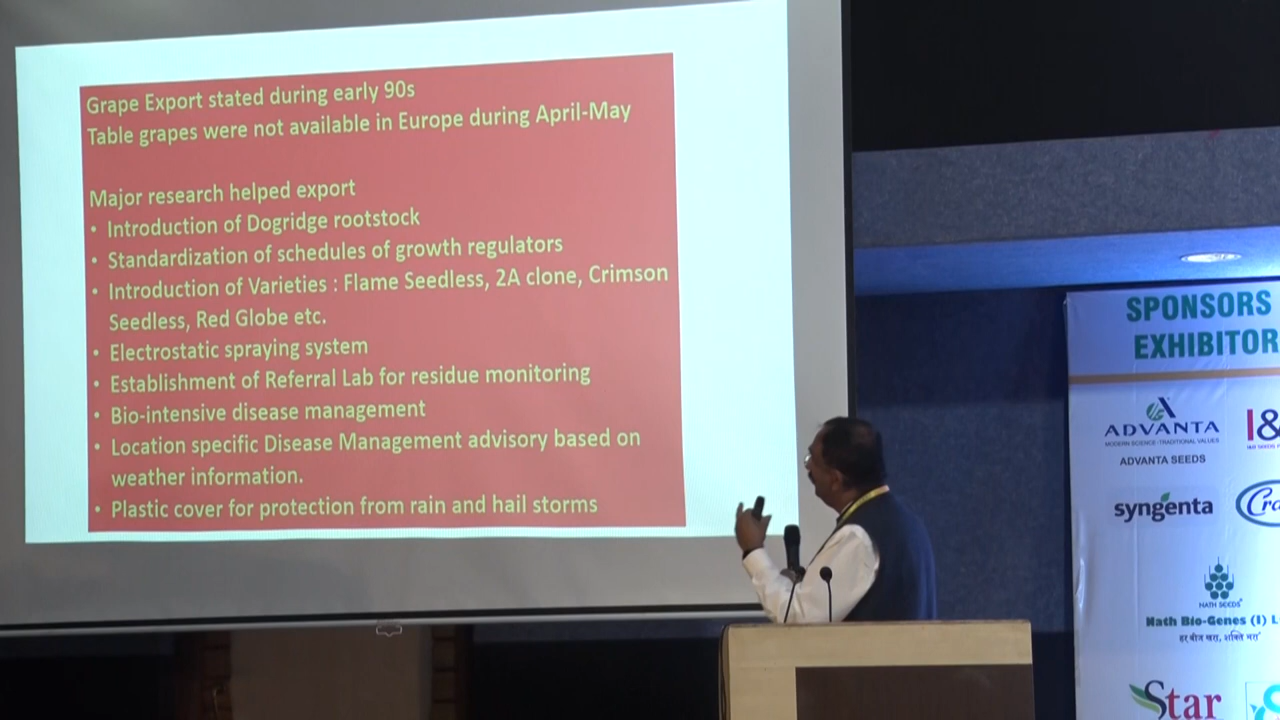 Grape Export stated during early 90s
Table grapes were not available in Europe during April-May
Major research helped export
• Introduction of Dogridge rootstock
• Standardization of schedules of growth regulators
• Introduction of Varieties : Flame Seedless, 2A clone, Crimson
Seedless, Red Globe etc.
• Electrostatic spraying system
• Establishment of Referral Lab for residue monitoring
• Bio-intensive disease management
• Location specific Disease Management advisory based on
weather information.
• Plastic cover for protection from rain and hail storms
SPONSORS
EXHIBITOR
ADVANTA
MODERN SCIENCE-TRADITIONAL VALUES
ADVANTA SEEDS
I&
syngenta
Cr
NATH SEEDS
Nath Bio-Genes (I) L
हर बीज खरा, शक्ति भरा
Star